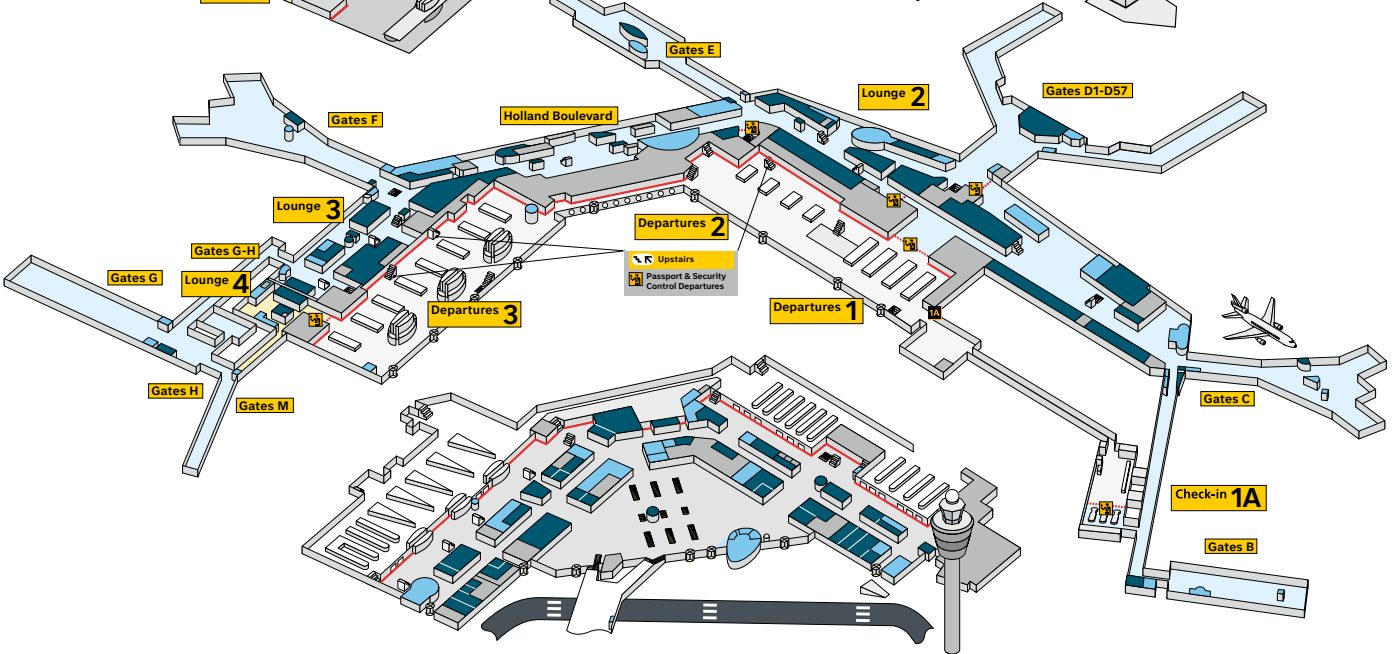 Gates E
Lounge 2
Gates D1-D57
Holland Boulevard
Gates F
Lounge 3
Departures 2
Gates G-H
Upstairs
Gates G
Lounge 4
Passport & Security
Control Departures
Departures 3
Departures 1
1A
Gates H
Gates M
Gates C
Check-in 1A
Gates B